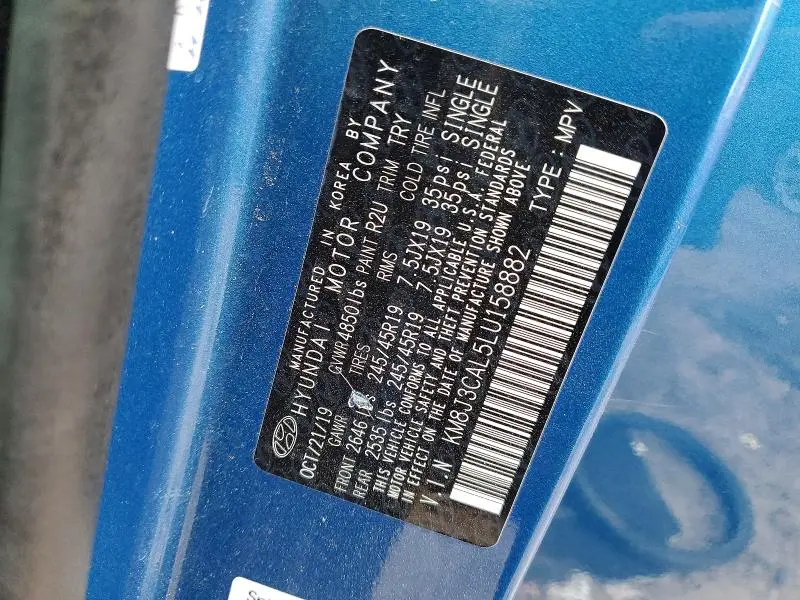 MANUFACTURED IN KOREA BY
HYUNDAI MOTOR COMPANY
OCT/21/19 GVWR 4850lbs PAINT R2U TRIM TRY
GAWR TIRES RIMS COLD TIRE INFL
FRONT 2646 245/45R19 7.5JX19 35psi SINGLE
REAR 2535lbs 245/45R19 7.5JX19 35psi SINGLE
THIS VEHICLE CONFORMS TO ALL APPLICABLE U.S.A. FEDERAL
MOTOR VEHICLE SAFETY AND THEFT PREVENTION STANDARDS
IN EFFECT ON THE DATE OF MANUFACTURE SHOWN ABOVE
V.I.N KM8J3CAL5LU158882 TYPE : MPV